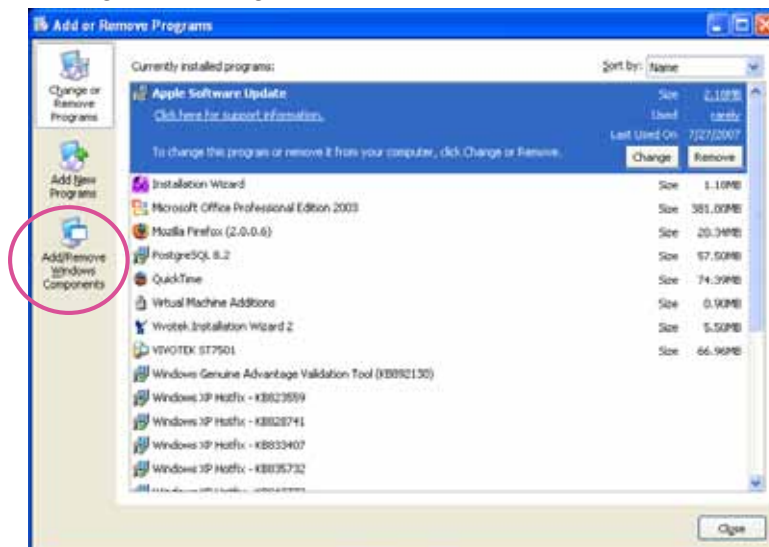 Add or Remove Programs
Change or
Remove
Programs
Add New
Programs
Add/Remove
Windows
Components
Currently installed programs:
Sort by: Name
Apple Software Update
Size 2.18MB
Click here for support information.
Used rarely
Last Used On 7/27/2007
To change this program or remove it from your computer, click Change or Remove.
Change Remove
Installation Wizard Size 1.18MB
Microsoft Office Professional Edition 2003 Size 381.00MB
Mozilla Firefox (2.0.0.6) Size 20.34MB
PostgreSQL 8.2 Size 57.50MB
QuickTime Size 74.39MB
Virtual Machine Additions Size 0.90MB
Vivotek Installation Wizard 2 Size 5.50MB
VIVOTEK ST7501 Size 66.96MB
Windows Genuine Advantage Validation Tool (KB892130)
Windows XP Hotfix - KB823559
Windows XP Hotfix - KB828741
Windows XP Hotfix - KB833407
Windows XP Hotfix - KB835732
Close